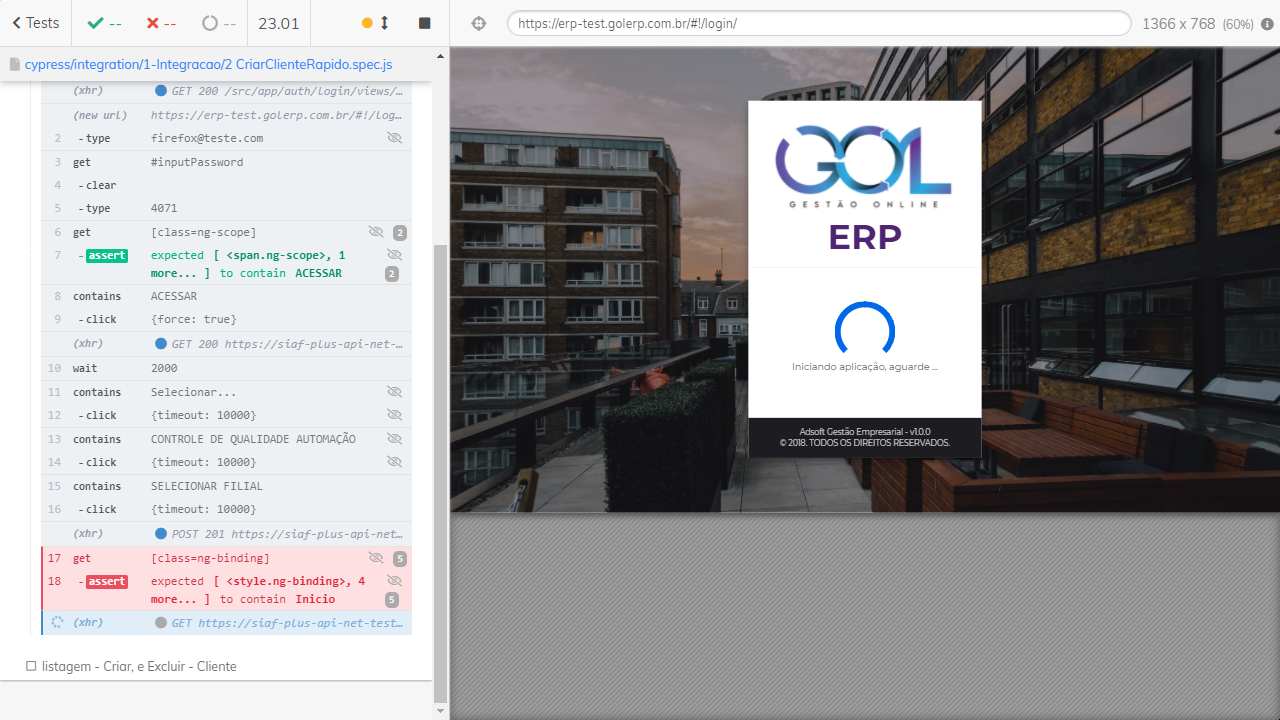 Tests
--
--
--
23.01
https://erp-test.golerp.com.br/#!/login/
1366 x 768 (60%)
cypress/integration/1-Integracao/2 CriarClienteRapido.spec.js
(xhr) GET 200 /src/app/auth/login/views/…
(new url) https://erp-test.golerp.com.br/#!/log…
2 -type firefox@teste.com
3 get #inputPassword
4 -clear
5 -type 4071
6 get [class=ng-scope] 2
7 -assert expected [ <span.ng-scope>, 1
more... ] to contain ACESSAR 2
8 contains ACESSAR
9 -click {force: true}
(xhr) GET 200 https://siaf-plus-api-net-…
10 wait 2000
11 contains Selecionar...
12 -click {timeout: 10000}
13 contains CONTROLE DE QUALIDADE AUTOMAÇÃO
14 -click {timeout: 10000}
15 contains SELECIONAR FILIAL
16 -click {timeout: 10000}
(xhr) POST 201 https://siaf-plus-api-net…
17 get [class=ng-binding] 5
18 -assert expected [ <style.ng-binding>, 4
more... ] to contain Inicio 5
(xhr) GET https://siaf-plus-api-net-test…
listagem - Criar, e Excluir - Cliente
GOL
GESTÃO ONLINE
ERP
Iniciando aplicação, aguarde ...
Adsoft Gestão Empresarial - v1.0.0
© 2018. TODOS OS DIREITOS RESERVADOS.